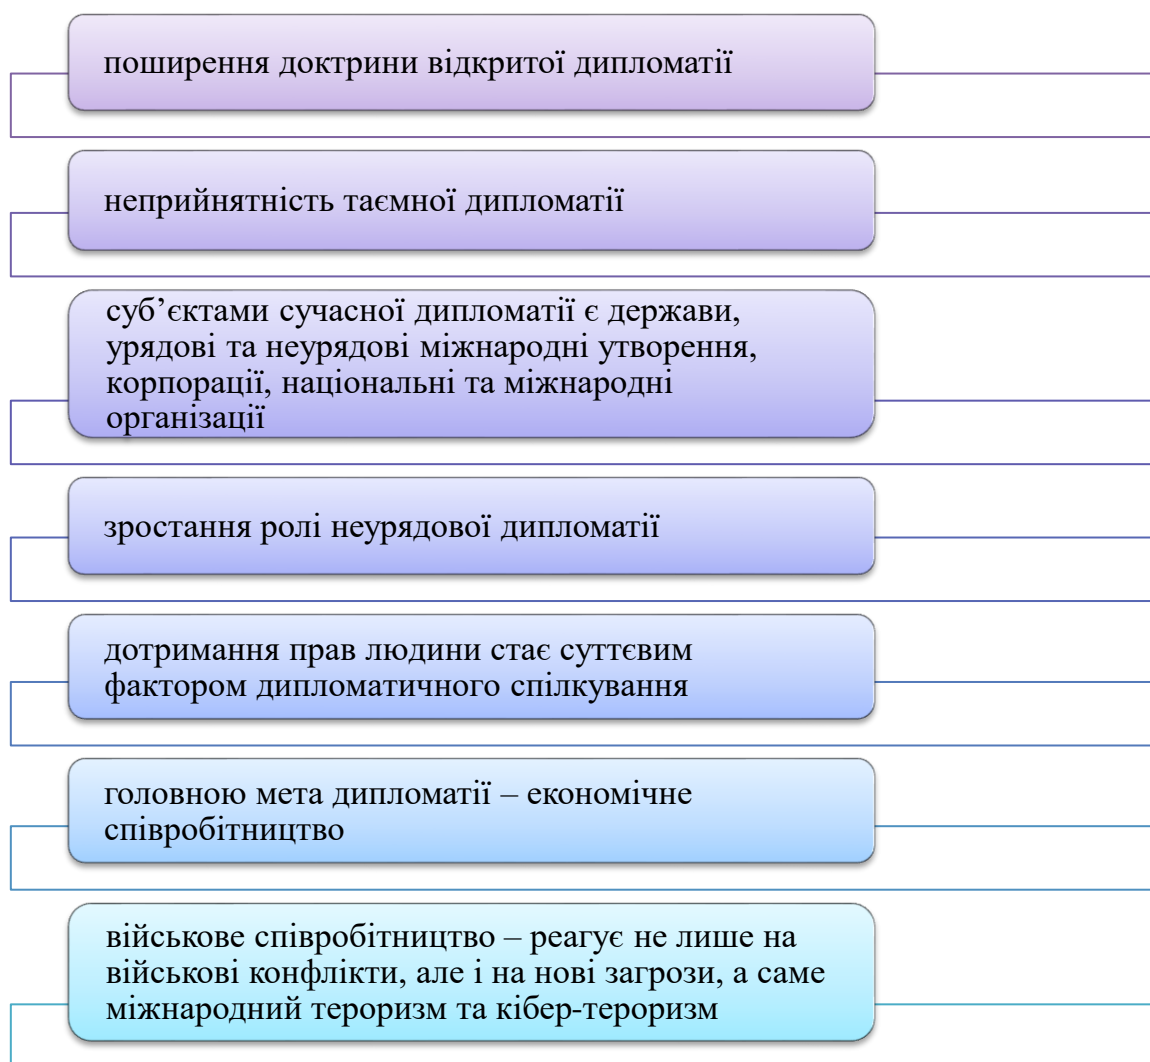 поширення доктрини відкритої дипломатії
неприйнятність таємної дипломатії
суб’єктами сучасної дипломатії є держави,
урядові та неурядові міжнародні утворення,
корпорації, національні та міжнародні
організації
зростання ролі неурядової дипломатії
дотримання прав людини стає суттєвим
фактором дипломатичного спілкування
головною мета дипломатії – економічне
співробітництво
військове співробітництво – реагує не лише на
військові конфлікти, але і на нові загрози, а саме
міжнародний тероризм та кібер-тероризм